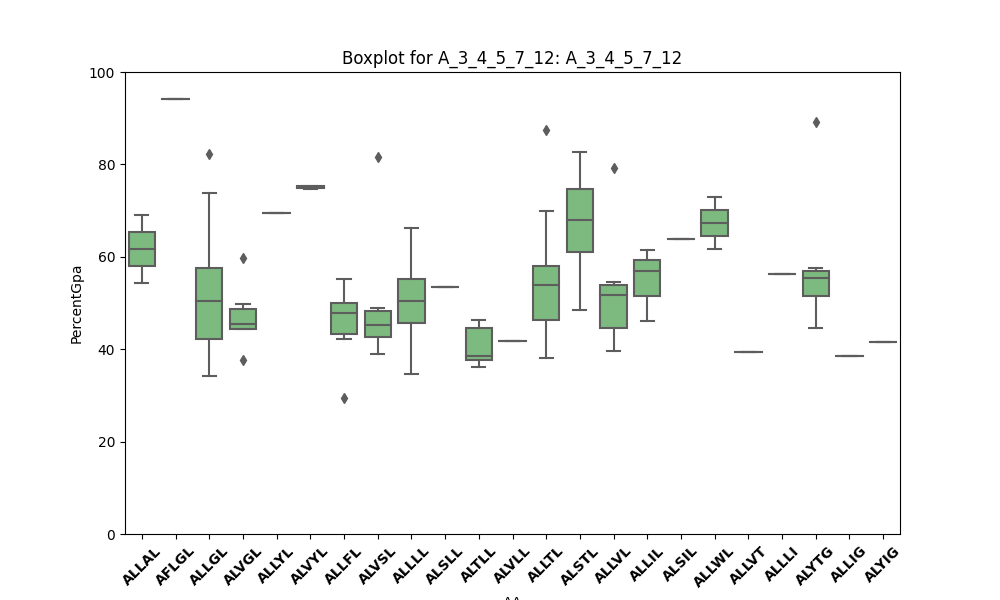 Boxplot for A_3_4_5_7_12: A_3_4_5_7_12
100
80
60
40
20
0
PercentGpa
ALLAL
AFLGL
ALLGL
ALVGL
ALLYL
ALVYL
ALLFL
ALVSL
ALLLL
ALSLL
ALTLL
ALVLL
ALLTL
ALSTL
ALLVL
ALLIL
ALSIL
ALLWL
ALLVT
ALLLI
ALYTG
ALLIG
ALYIG